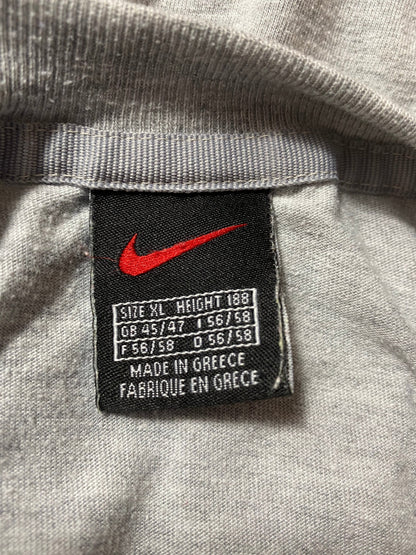 SIZE XL HEIGHT 188
GB 45/47 I 56/58
F 56/58 D 56/58
MADE IN GREECE
FABRIQUE EN GRECE